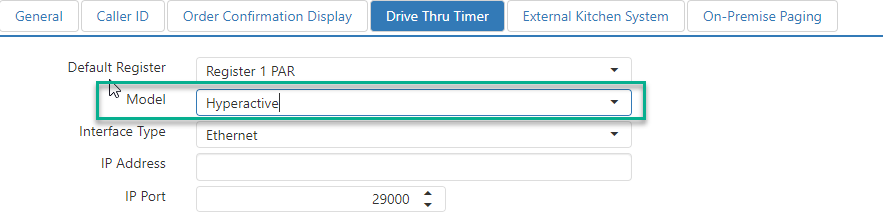 General Caller ID Order Confirmation Display Drive Thru Timer External Kitchen System On-Premise Paging
Default Register Register 1 PAR
Model Hyperactive
Interface Type Ethernet
IP Address
IP Port 29000